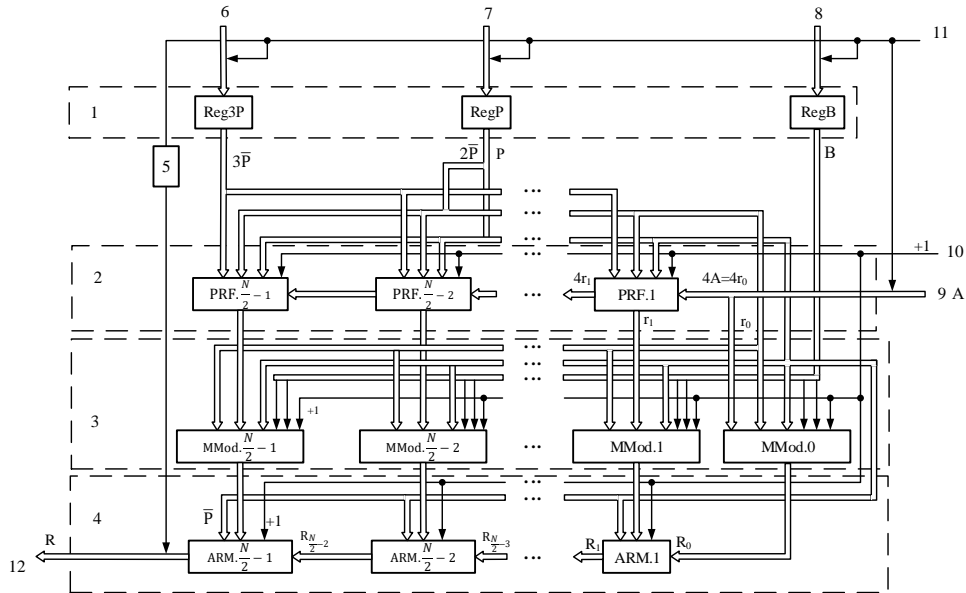 6 7 8
11
1 Reg3P RegP RegB
5 3P̅ 2P̅ P B
...
...
...
+1 10
2 PRF.N/2−1 PRF.N/2−2 ... 4r₁ PRF.1 4A=4r₀ 9 A
r₁ r₀
...
...
3 +1 ...
MMod.N/2−1 MMod.N/2−2 ... MMod.1 MMod.0
...
4 P̅ +1
12 R ARM.N/2−1 R_N/2−2 ARM.N/2−2 R_N/2−3 ... R₁ ARM.1 R₀